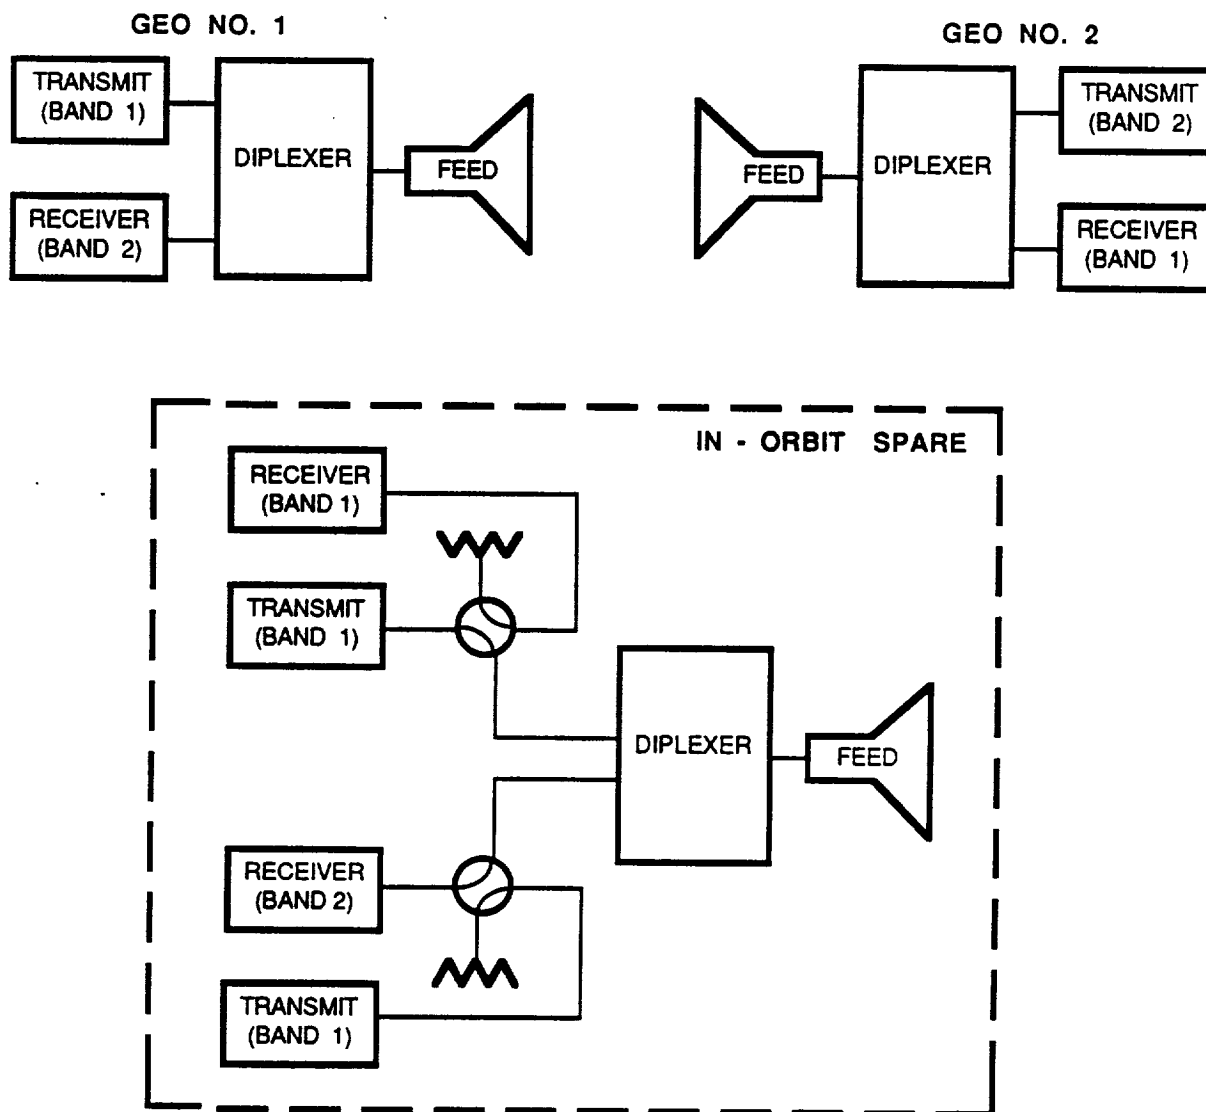 GEO NO. 1
TRANSMIT
(BAND 1)
DIPLEXER
FEED
RECEIVER
(BAND 2)
GEO NO. 2
FEED
DIPLEXER
TRANSMIT
(BAND 2)
RECEIVER
(BAND 1)
IN - ORBIT SPARE
RECEIVER
(BAND 1)
TRANSMIT
(BAND 1)
DIPLEXER
FEED
RECEIVER
(BAND 2)
TRANSMIT
(BAND 1)